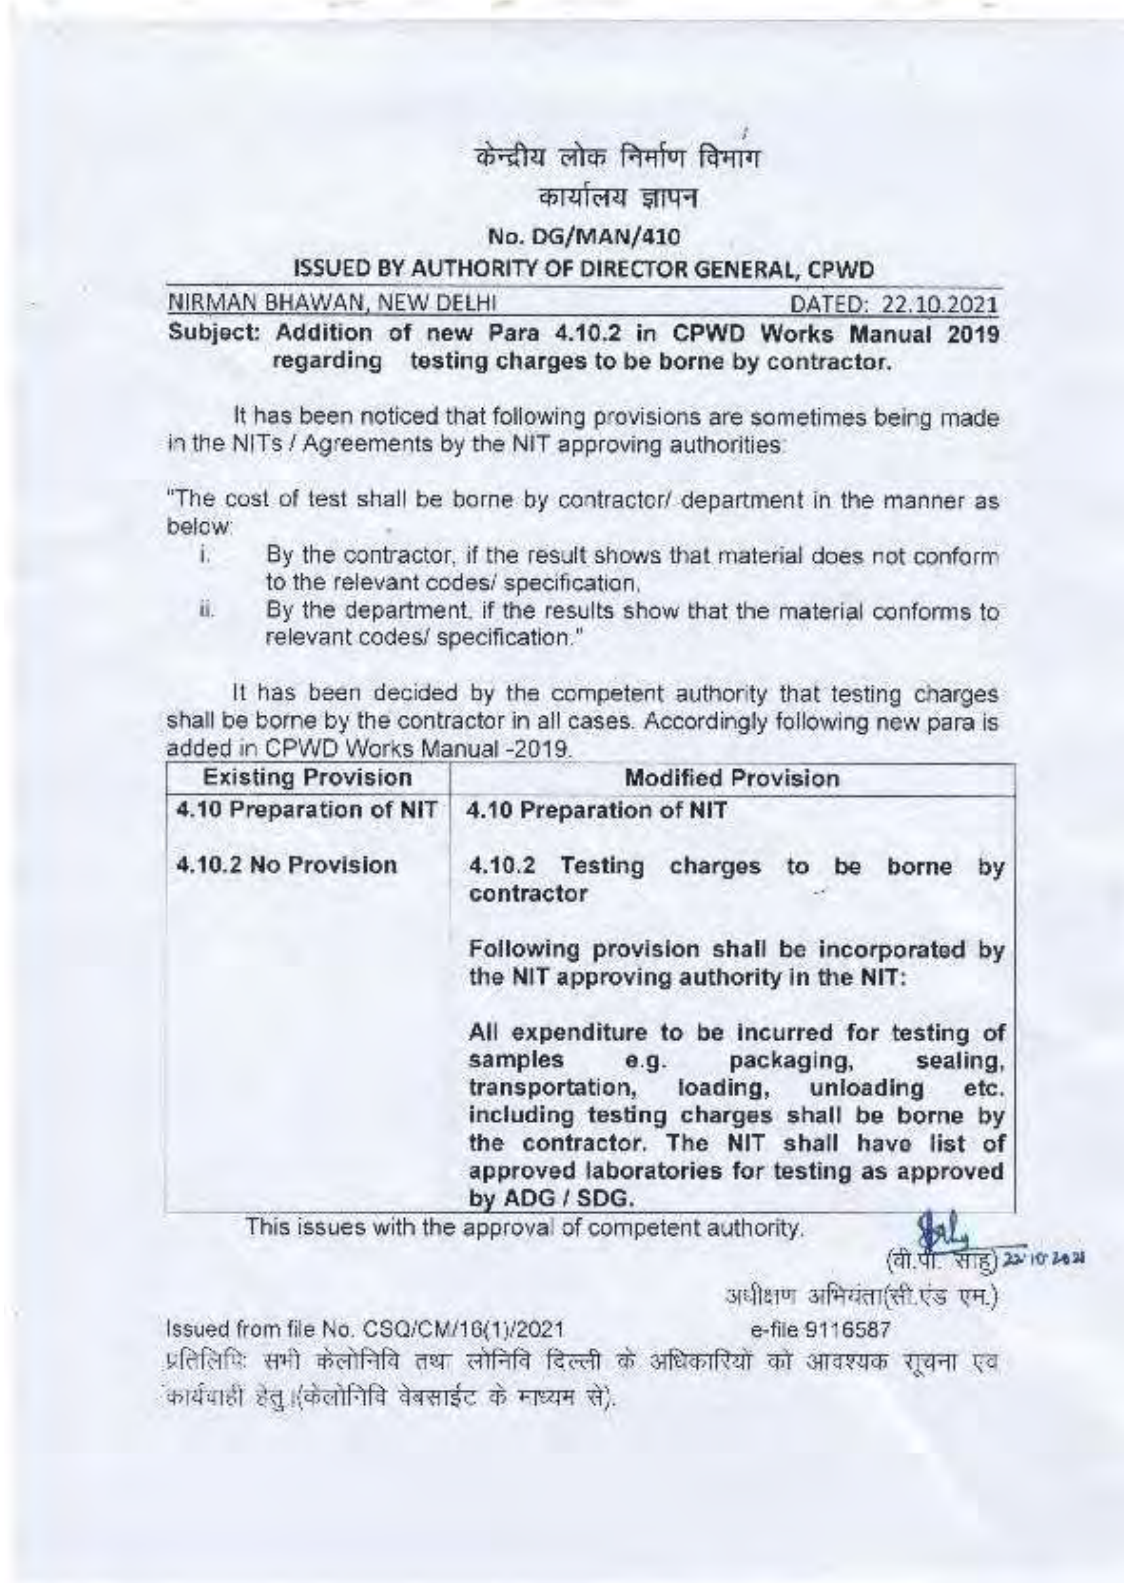 केन्द्रीय लोक निर्माण विभाग
कार्यालय ज्ञापन
No. DG/MAN/410
ISSUED BY AUTHORITY OF DIRECTOR GENERAL, CPWD
NIRMAN BHAWAN, NEW DELHI DATED: 22.10.2021
Subject: Addition of new Para 4.10.2 in CPWD Works Manual 2019
regarding testing charges to be borne by contractor.
It has been noticed that following provisions are sometimes being made
in the NITs / Agreements by the NIT approving authorities:
"The cost of test shall be borne by contractor/ department in the manner as
below:
i. By the contractor, if the result shows that material does not conform
to the relevant codes/ specification,
ii. By the department, if the results show that the material conforms to
relevant codes/ specification."
It has been decided by the competent authority that testing charges
shall be borne by the contractor in all cases. Accordingly following new para is
added in CPWD Works Manual -2019.
Existing Provision
4.10 Preparation of NIT
4.10.2 No Provision
Modified Provision
4.10 Preparation of NIT
4.10.2 Testing charges to be borne by
contractor
Following provision shall be incorporated by
the NIT approving authority in the NIT:
All expenditure to be incurred for testing of
samples e.g. packaging, sealing,
transportation, loading, unloading etc.
including testing charges shall be borne by
the contractor. The NIT shall have list of
approved laboratories for testing as approved
by ADG / SDG.
This issues with the approval of competent authority.
(वी.पी. साहु) 22.10.2021
अधीक्षण अभियंता(सी.एंड एम.)
Issued from file No. CSQ/CM/16(1)/2021 e-file 9116587
प्रतिलिपिः सभी केलोनिवि तथा लोनिवि दिल्ली के अधिकारियों को आवश्यक सूचना एव
कार्यवाही हेतु।(केलोनिवि वेबसाईट के माध्यम से).